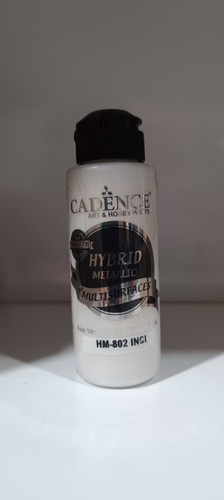 CADENCE
ART & HOBBY PAINTS
HYBRID
METALLIC
MULTISURFACES
HM-802 INCI